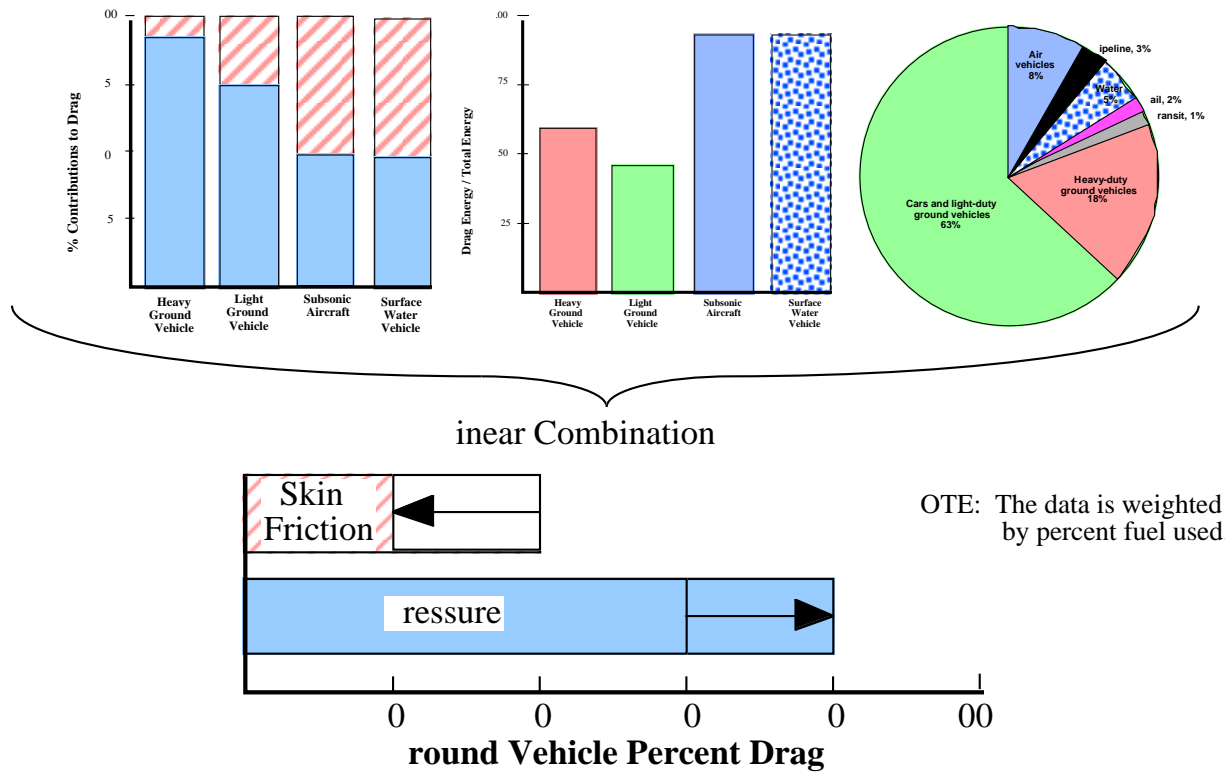 00
5
0
5
% Contributions to Drag
Heavy
Ground
Vehicle
Light
Ground
Vehicle
Subsonic
Aircraft
Surface
Water
Vehicle
.00
75
50
25
Drag Energy / Total Energy
Heavy
Ground
Vehicle
Light
Ground
Vehicle
Subsonic
Aircraft
Surface
Water
Vehicle
Air
vehicles
8%
ipeline, 3%
Water
5%
ail, 2%
ransit, 1%
Heavy-duty
ground vehicles
18%
Cars and light-duty
ground vehicles
63%
inear Combination
Skin
Friction
OTE: The data is weighted
by percent fuel used
ressure
0 0 0 0 00
round Vehicle Percent Drag